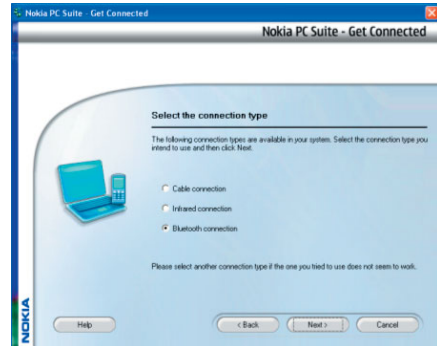 Nokia PC Suite - Get Connected
Nokia PC Suite - Get Connected
Select the connection type
The following connection types are available in your system. Select the connection type you
intend to use and then click Next.
Cable connection
Infrared connection
Bluetooth connection
Please select another connection type if the one you tried to use does not seem to work.
NOKIA
Help
< Back
Next >
Cancel